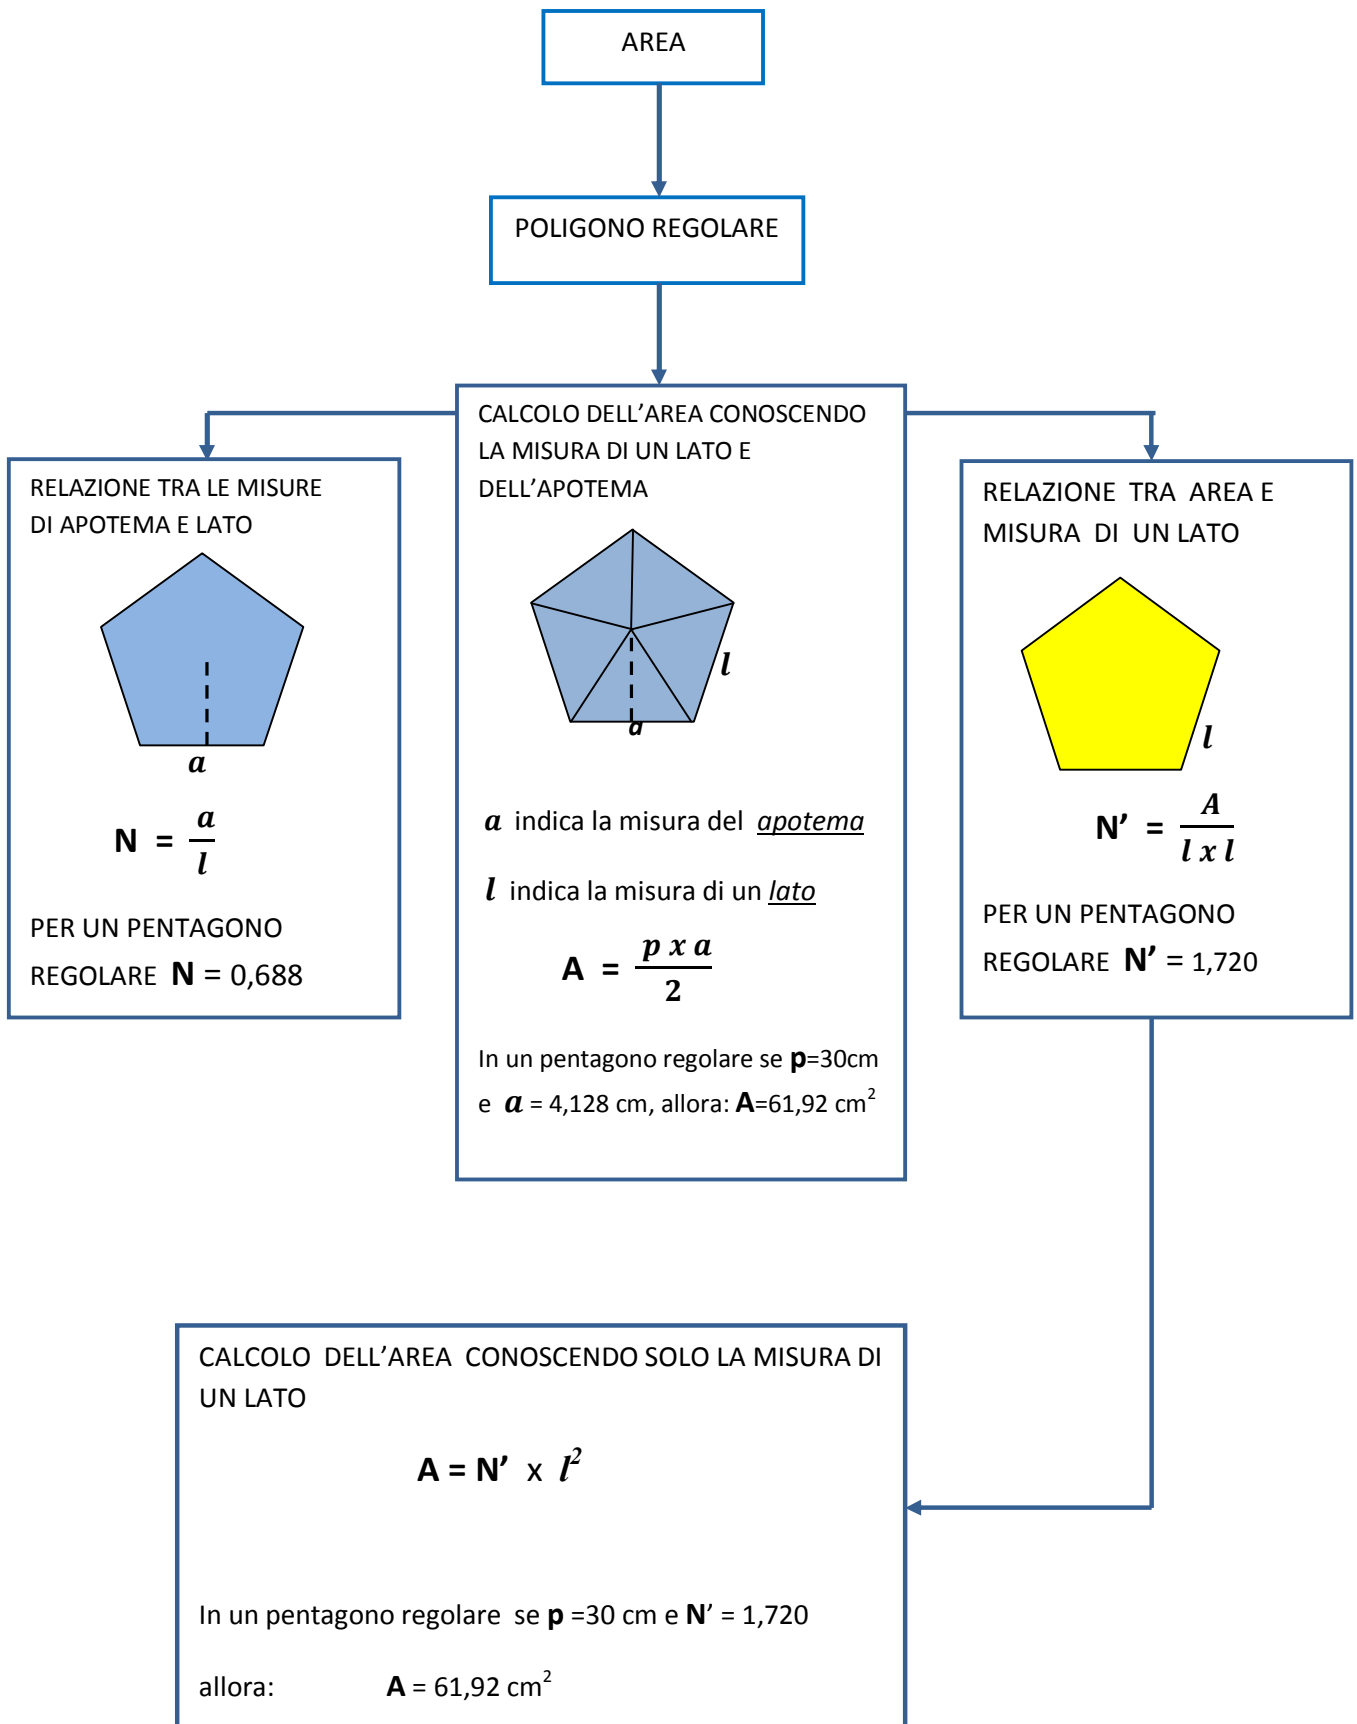 AREA
POLIGONO REGOLARE
RELAZIONE TRA LE MISURE
DI APOTEMA E LATO
a
N = a / l
PER UN PENTAGONO
REGOLARE N = 0,688
CALCOLO DELL’AREA CONOSCENDO
LA MISURA DI UN LATO E
DELL’APOTEMA
l
a
a indica la misura del apotema
l indica la misura di un lato
A = p x a / 2
In un pentagono regolare se p=30cm
e a = 4,128 cm, allora: A=61,92 cm²
RELAZIONE TRA AREA E
MISURA DI UN LATO
l
N’ = A / l x l
PER UN PENTAGONO
REGOLARE N’ = 1,720
CALCOLO DELL’AREA CONOSCENDO SOLO LA MISURA DI
UN LATO
A = N’ x l²
In un pentagono regolare se p =30 cm e N’ = 1,720
allora: A = 61,92 cm²